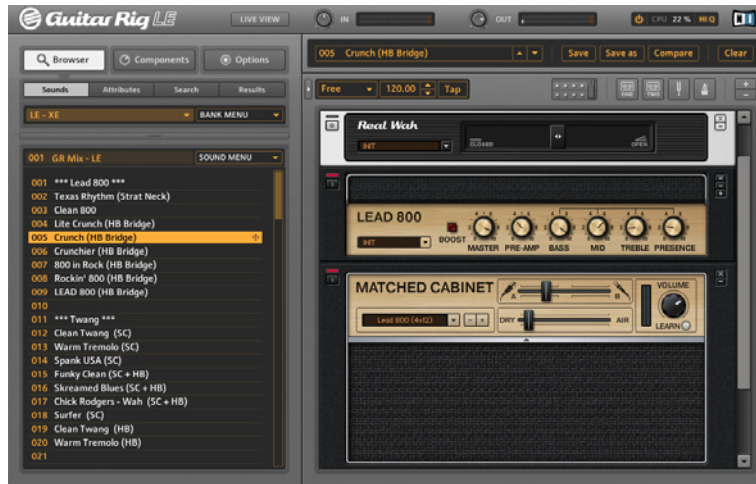 Guitar Rig LE
LIVE VIEW
IN
OUT
CPU 22 % HI Q
Browser
Components
Options
005 Crunch (HB Bridge)
Save
Save as
Compare
Clear
Sounds
Attributes
Search
Results
Free
120.00
Tap
LE - XE
BANK MENU
001 GR Mix - LE
SOUND MENU
001 *** Lead 800 ***
002 Texas Rhythm (Strat Neck)
003 Clean 800
004 Lite Crunch (HB Bridge)
005 Crunch (HB Bridge)
006 Crunchier (HB Bridge)
007 800 in Rock (HB Bridge)
008 Rockin' 800 (HB Bridge)
009 LEAD 800 (HB Bridge)
010
011 *** Twang ***
012 Clean Twang (SC)
013 Warm Tremolo (SC)
014 Spank USA (SC)
015 Funky Clean (SC + HB)
016 Skreamed Blues (SC + HB)
017 Chick Rodgers - Wah (SC + HB)
018 Surfer (SC)
019 Clean Twang (HB)
020 Warm Tremolo (HB)
021
Real Wah
INIT
CLOSED
OPEN
LEAD 800
INIT
BOOST
MASTER
PRE-AMP
BASS
MID
TREBLE
PRESENCE
MATCHED CABINET
A
B
VOLUME
Lead 800 (4x12)
DRY
AIR
LEARN